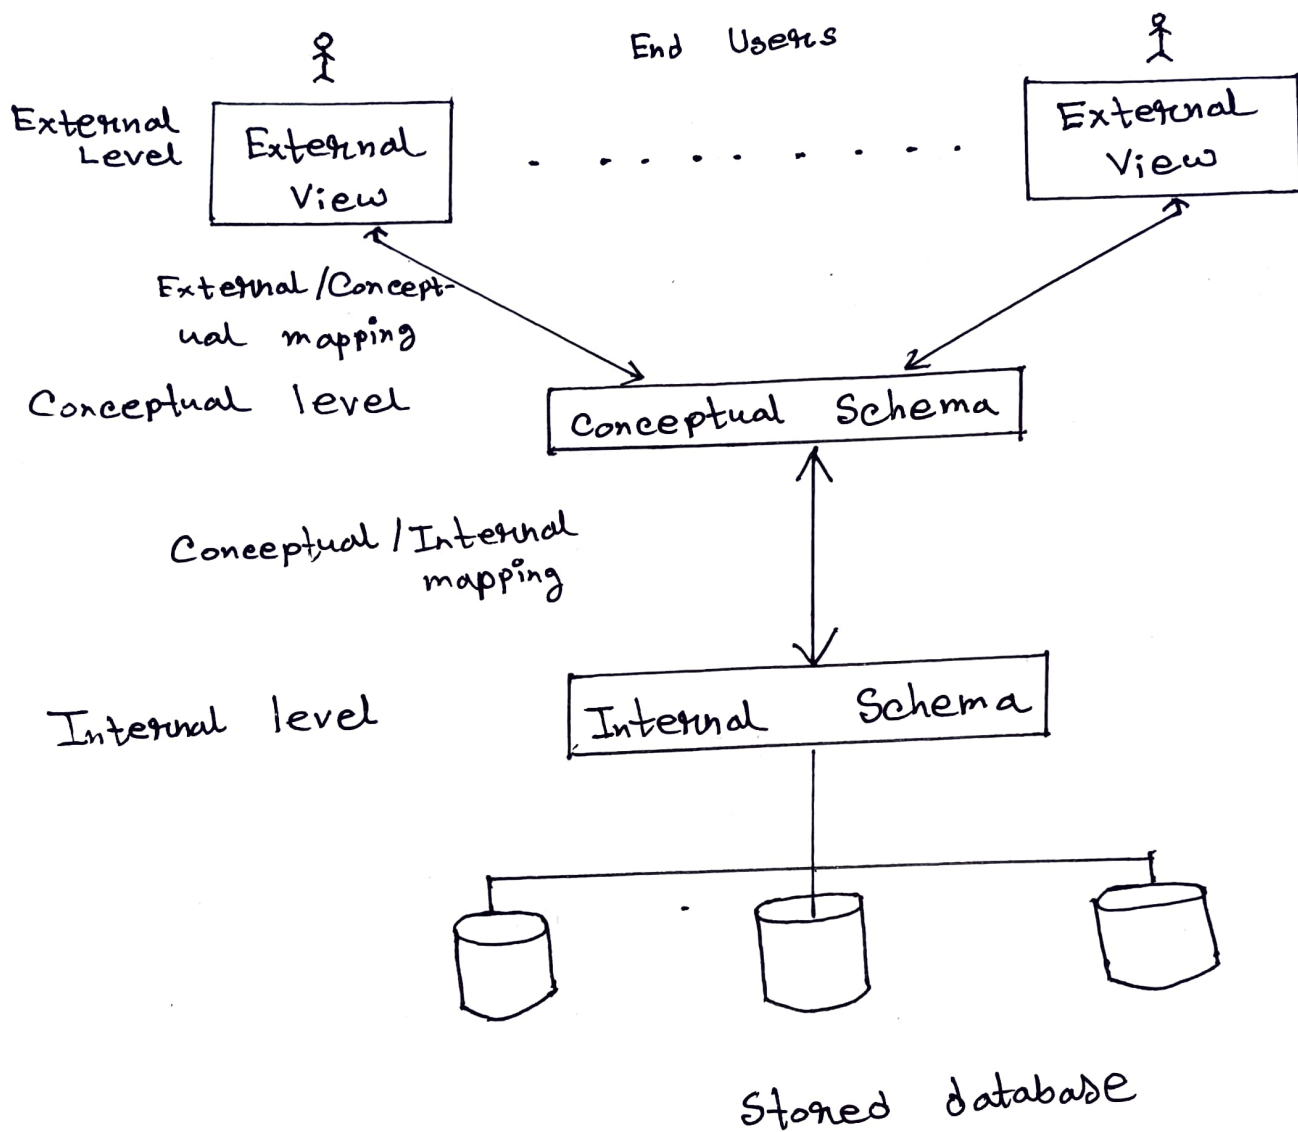 End Users
External
Level
External
View
External
View
External/Concept-
ual mapping
Conceptual level
Conceptual Schema
Conceptual/Internal
mapping
Internal level
Internal Schema
Stored database